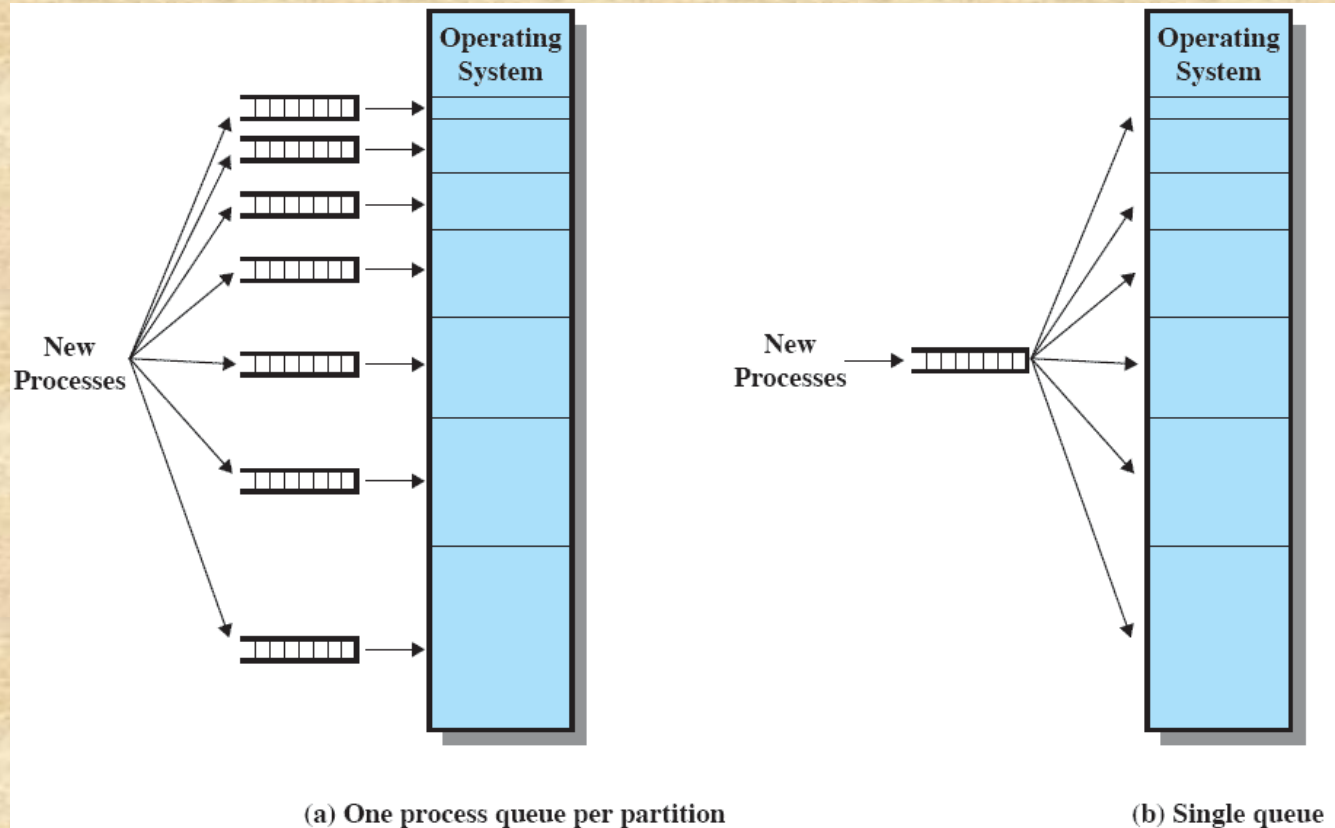 Operating
System
New
Processes
(a) One process queue per partition
Operating
System
New
Processes
(b) Single queue